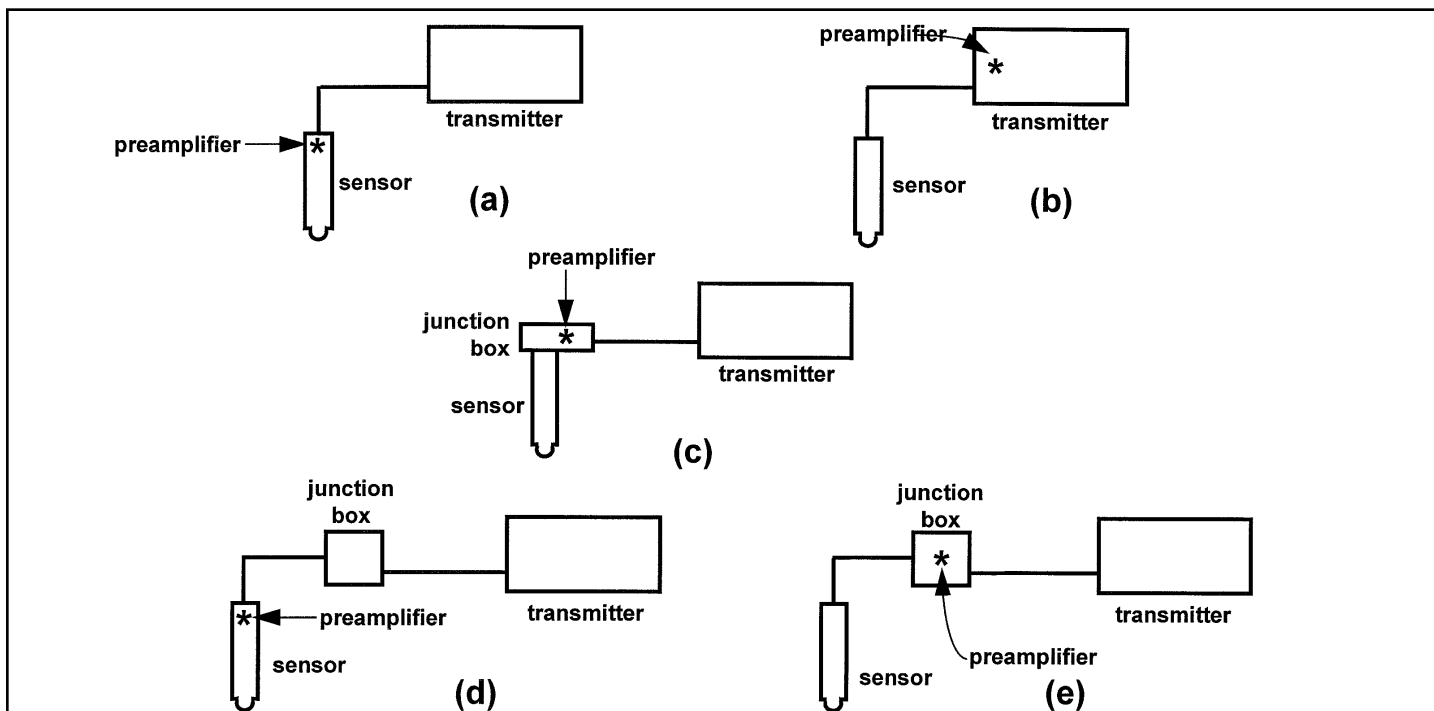 preamplifier
*
sensor
transmitter
(a)
preamplifier
*
sensor
transmitter
(b)
preamplifier
junction
box
*
sensor
transmitter
(c)
junction
box
*
preamplifier
sensor
transmitter
(d)
junction
box
*
preamplifier
sensor
transmitter
(e)